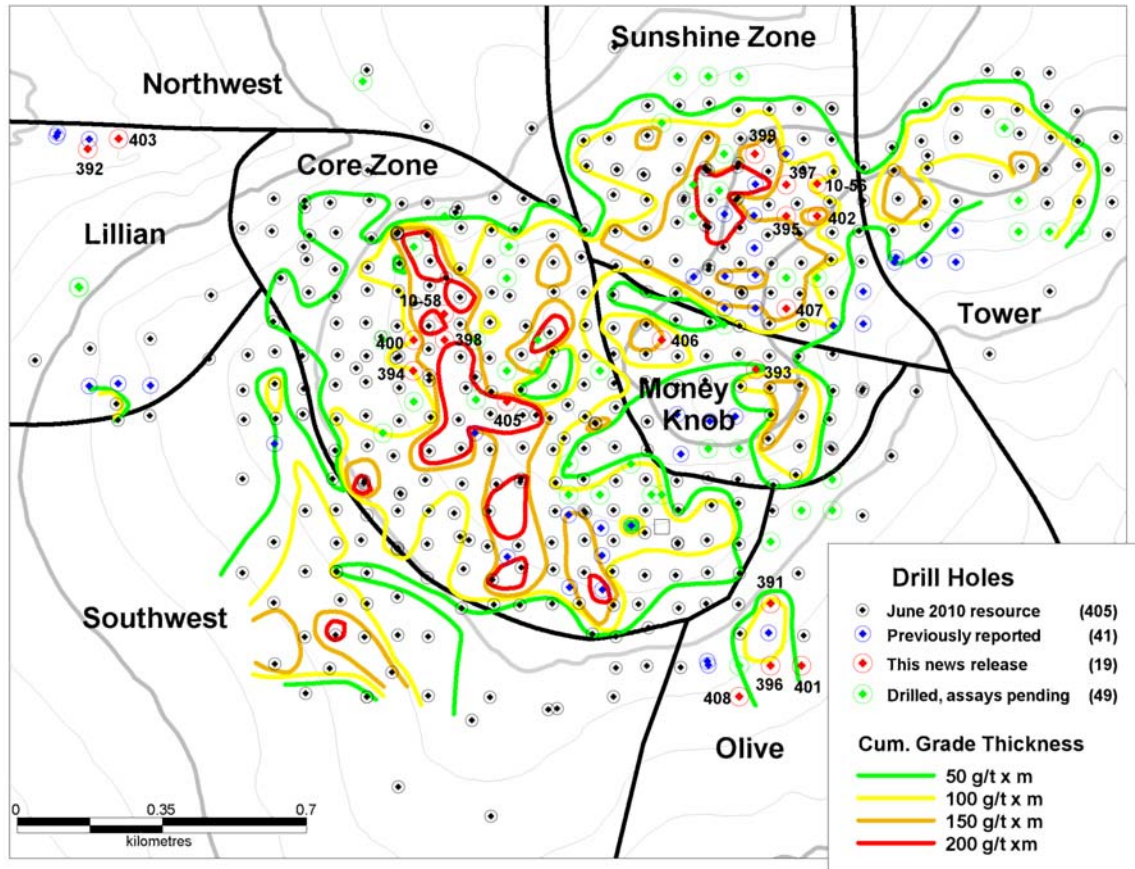 Sunshine Zone
Northwest
403
392
Core Zone
399
397
10-56
402
395
Lillian
10-58
400
398
394
405
407
406
393
Tower
Money
Knob
Southwest
391
396
401
408
Olive
0
0.35
0.7
kilometres
Drill Holes
June 2010 resource (405)
Previously reported (41)
This news release (19)
Drilled, assays pending (49)
Cum. Grade Thickness
50 g/t x m
100 g/t x m
150 g/t x m
200 g/t xm